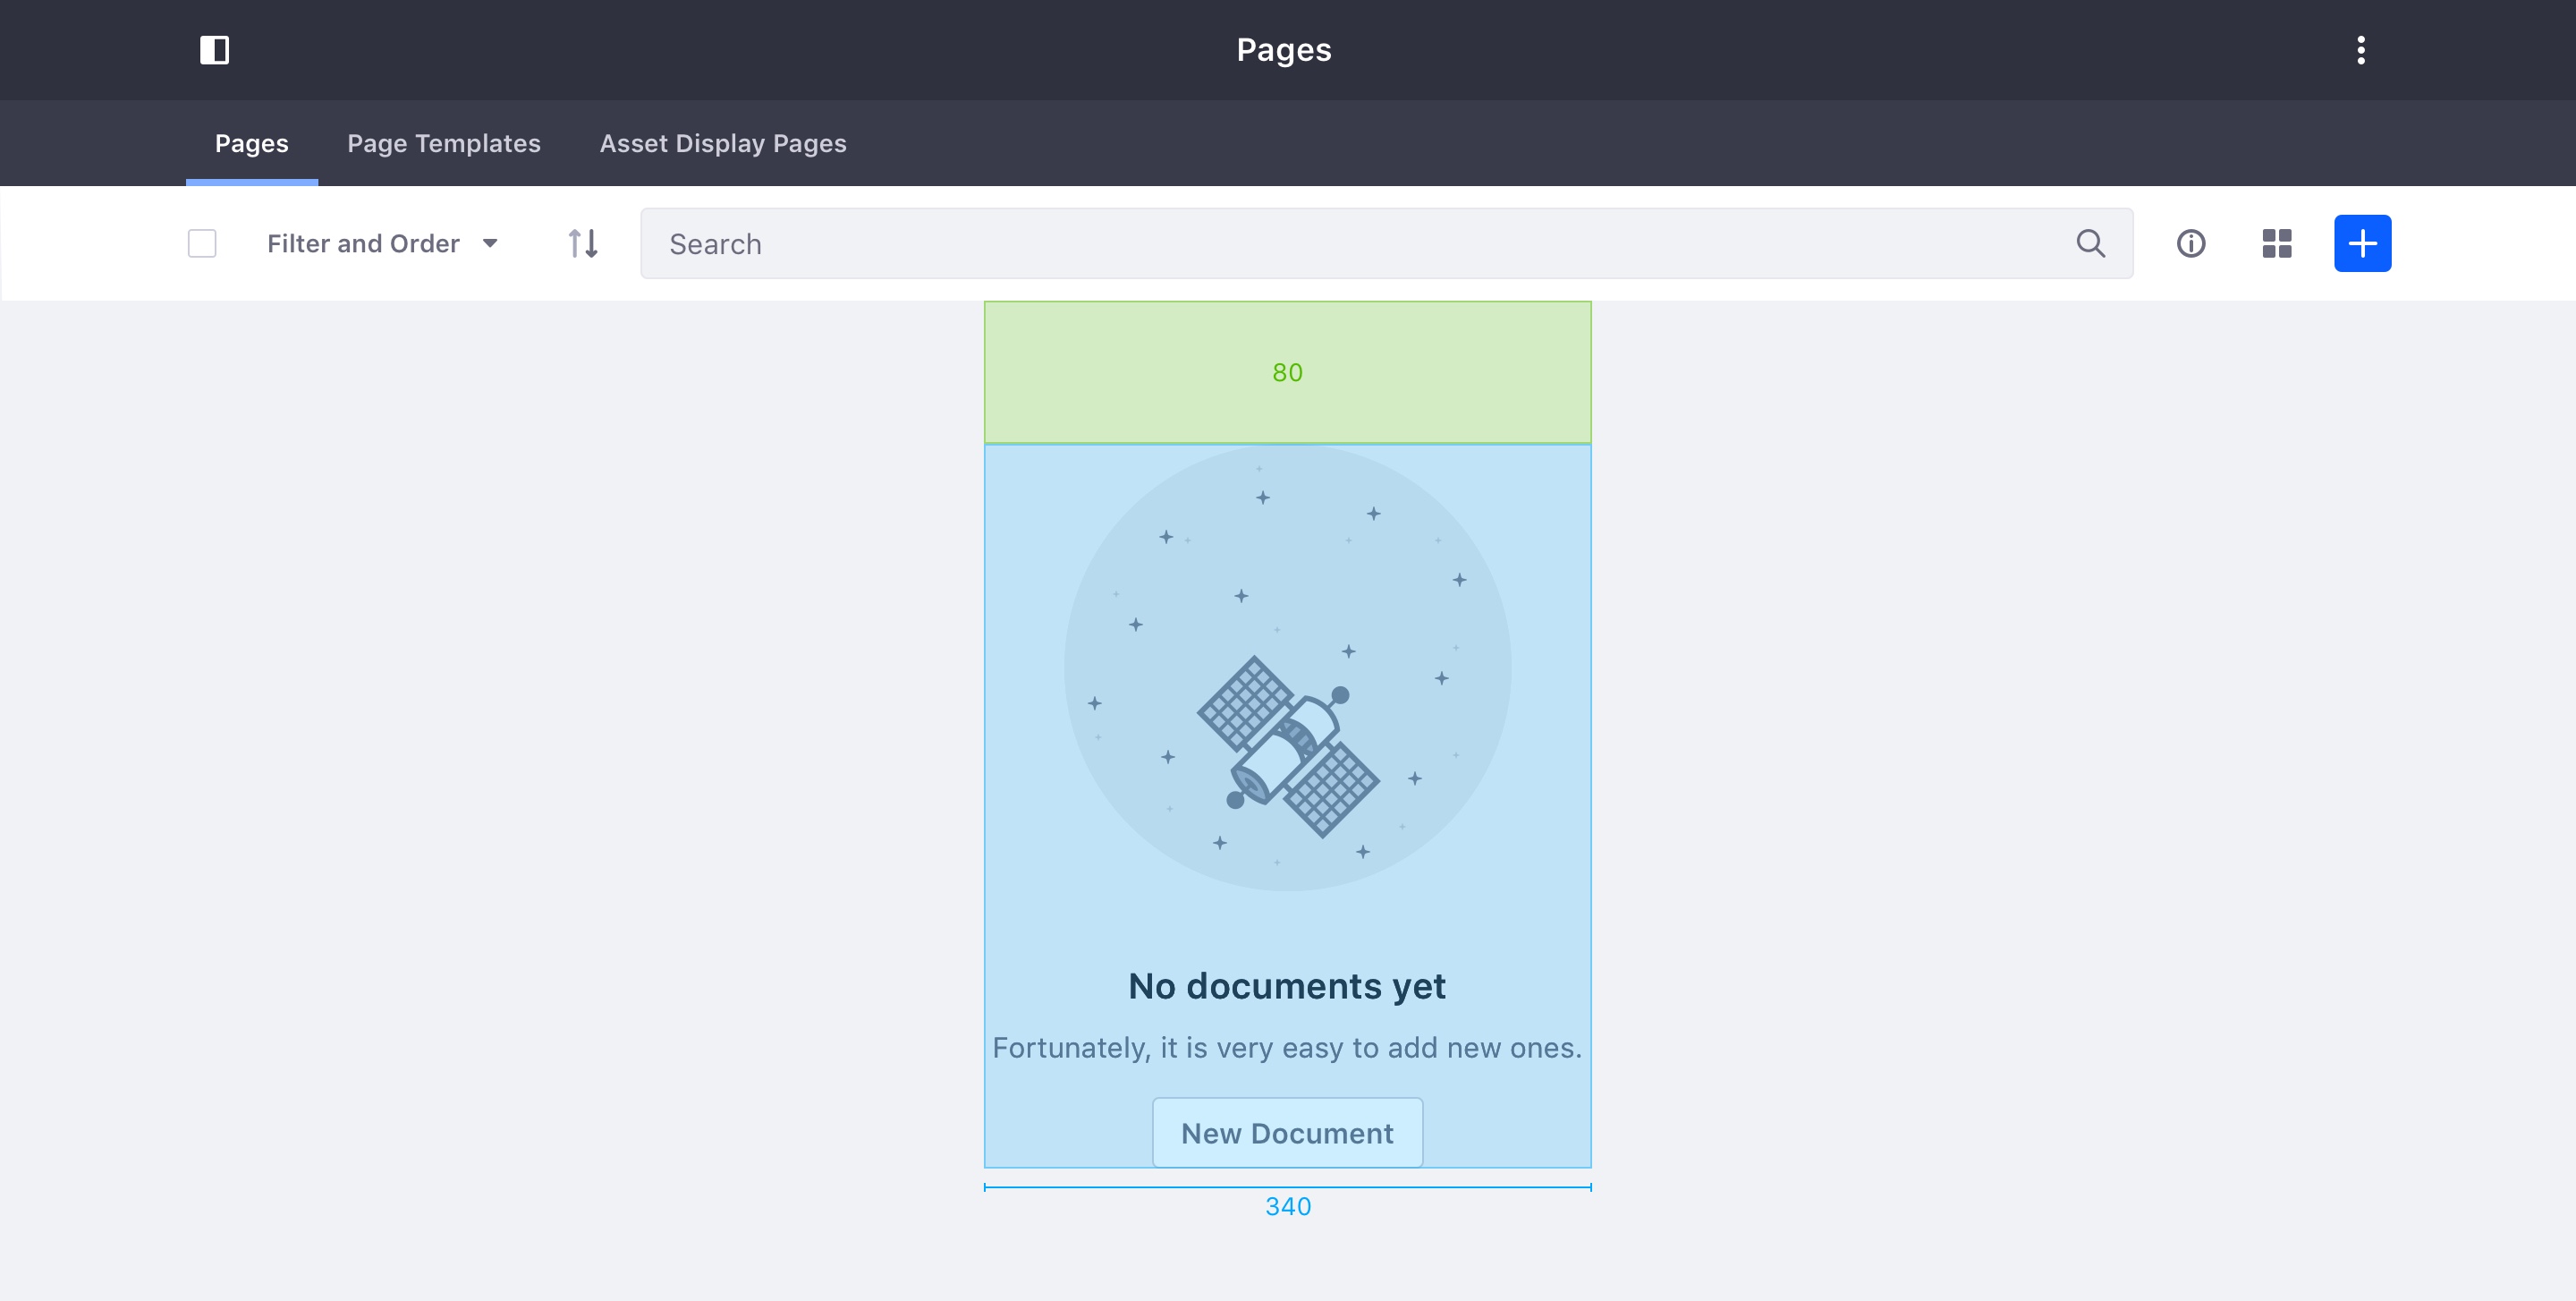 Pages
Pages Page Templates Asset Display Pages
Filter and Order Search
80
No documents yet
Fortunately, it is very easy to add new ones.
New Document
340